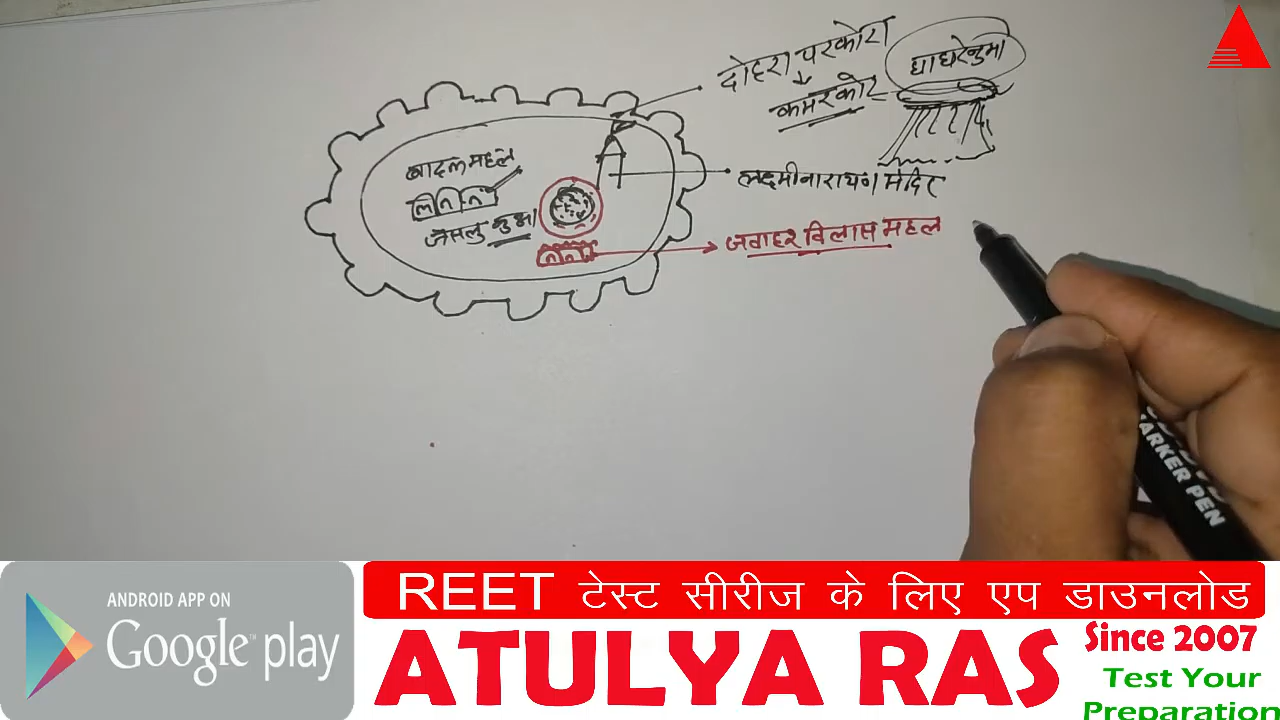 दोहरा परकोटा
कमरकोट
घाघरेनुमा
बादल महल
जैसलु कुआ
लक्ष्मीनारायण मंदिर
जवाहर विलास महल
MARKER PEN
ANDROID APP ON
Google play
REET टेस्ट सीरीज के लिए एप डाउनलोड
ATULYA RAS
Since 2007
Test Your
Preparation